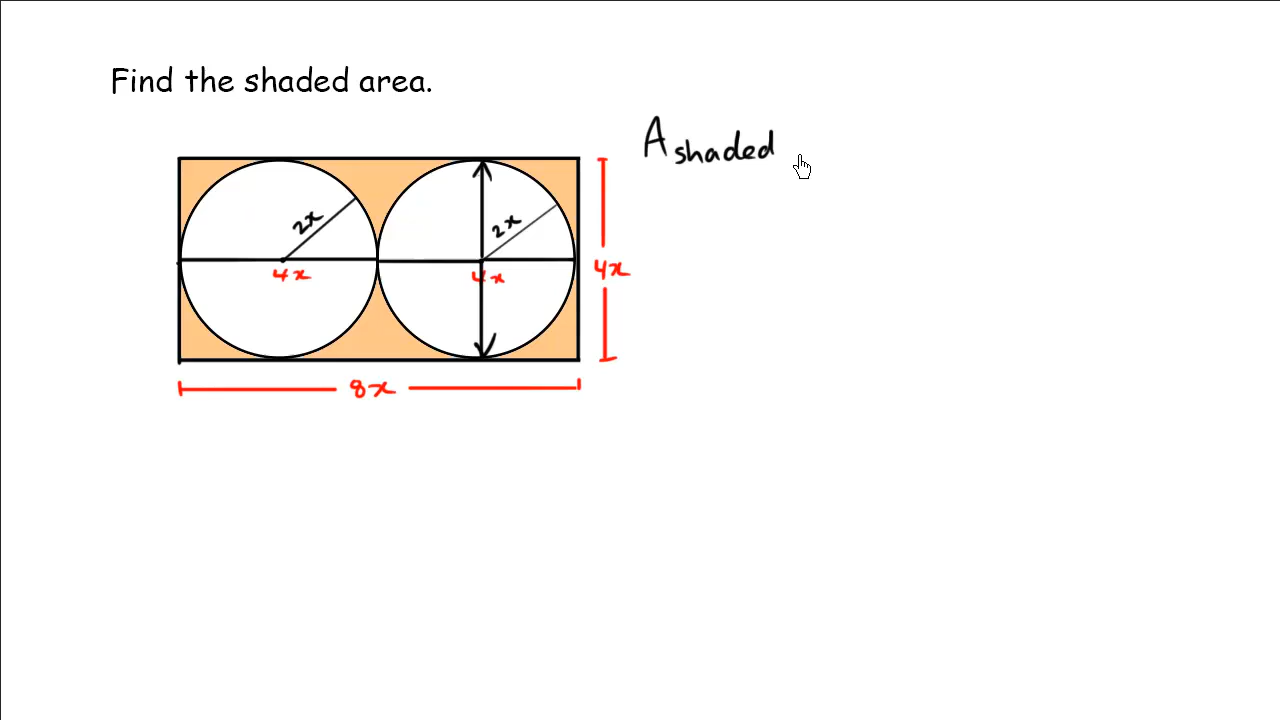 Find the shaded area.
A shaded
2x
2x
4x
4x
4x
8x